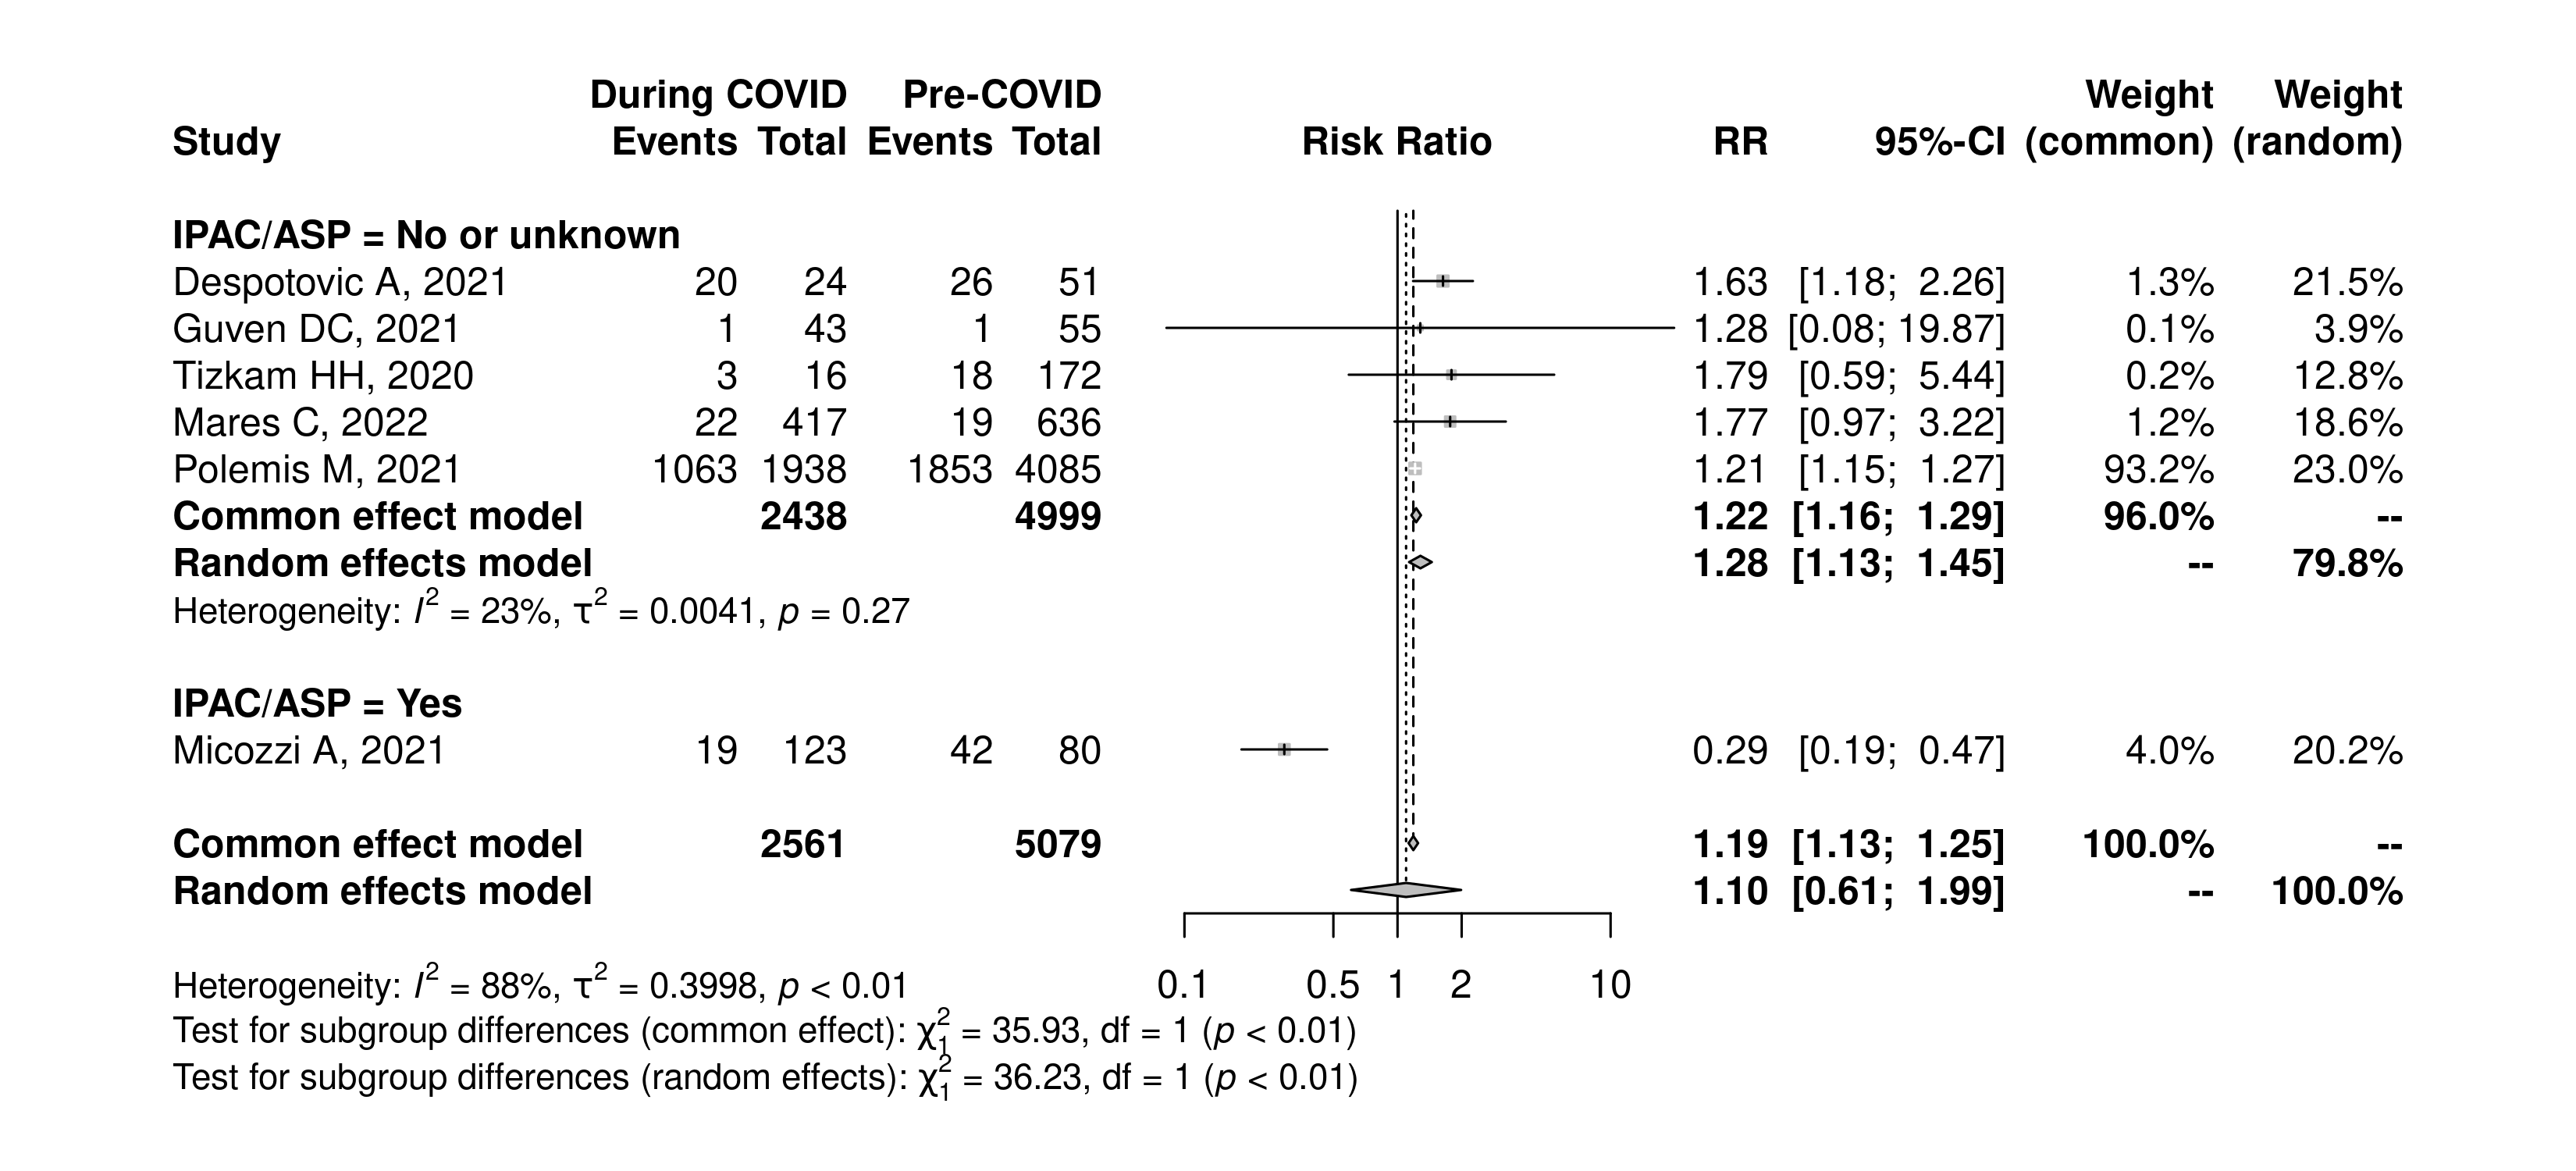 During COVID Pre-COVID Weight Weight
Study Events Total Events Total Risk Ratio RR 95%-CI (common) (random)
IPAC/ASP = No or unknown
Despotovic A, 2021 20 24 26 51 1.63 [1.18; 2.26] 1.3% 21.5%
Guven DC, 2021 1 43 1 55 1.28 [0.08; 19.87] 0.1% 3.9%
Tizkam HH, 2020 3 16 18 172 1.79 [0.59; 5.44] 0.2% 12.8%
Mares C, 2022 22 417 19 636 1.77 [0.97; 3.22] 1.2% 18.6%
Polemis M, 2021 1063 1938 1853 4085 1.21 [1.15; 1.27] 93.2% 23.0%
Common effect model 2438 4999 1.22 [1.16; 1.29] 96.0% --
Random effects model 1.28 [1.13; 1.45] -- 79.8%
Heterogeneity: I² = 23%, τ² = 0.0041, p = 0.27
IPAC/ASP = Yes
Micozzi A, 2021 19 123 42 80 0.29 [0.19; 0.47] 4.0% 20.2%
Common effect model 2561 5079 1.19 [1.13; 1.25] 100.0% --
Random effects model 1.10 [0.61; 1.99] -- 100.0%
0.1 0.5 1 2 10
Heterogeneity: I² = 88%, τ² = 0.3998, p < 0.01
Test for subgroup differences (common effect): χ²₁ = 35.93, df = 1 (p < 0.01)
Test for subgroup differences (random effects): χ²₁ = 36.23, df = 1 (p < 0.01)